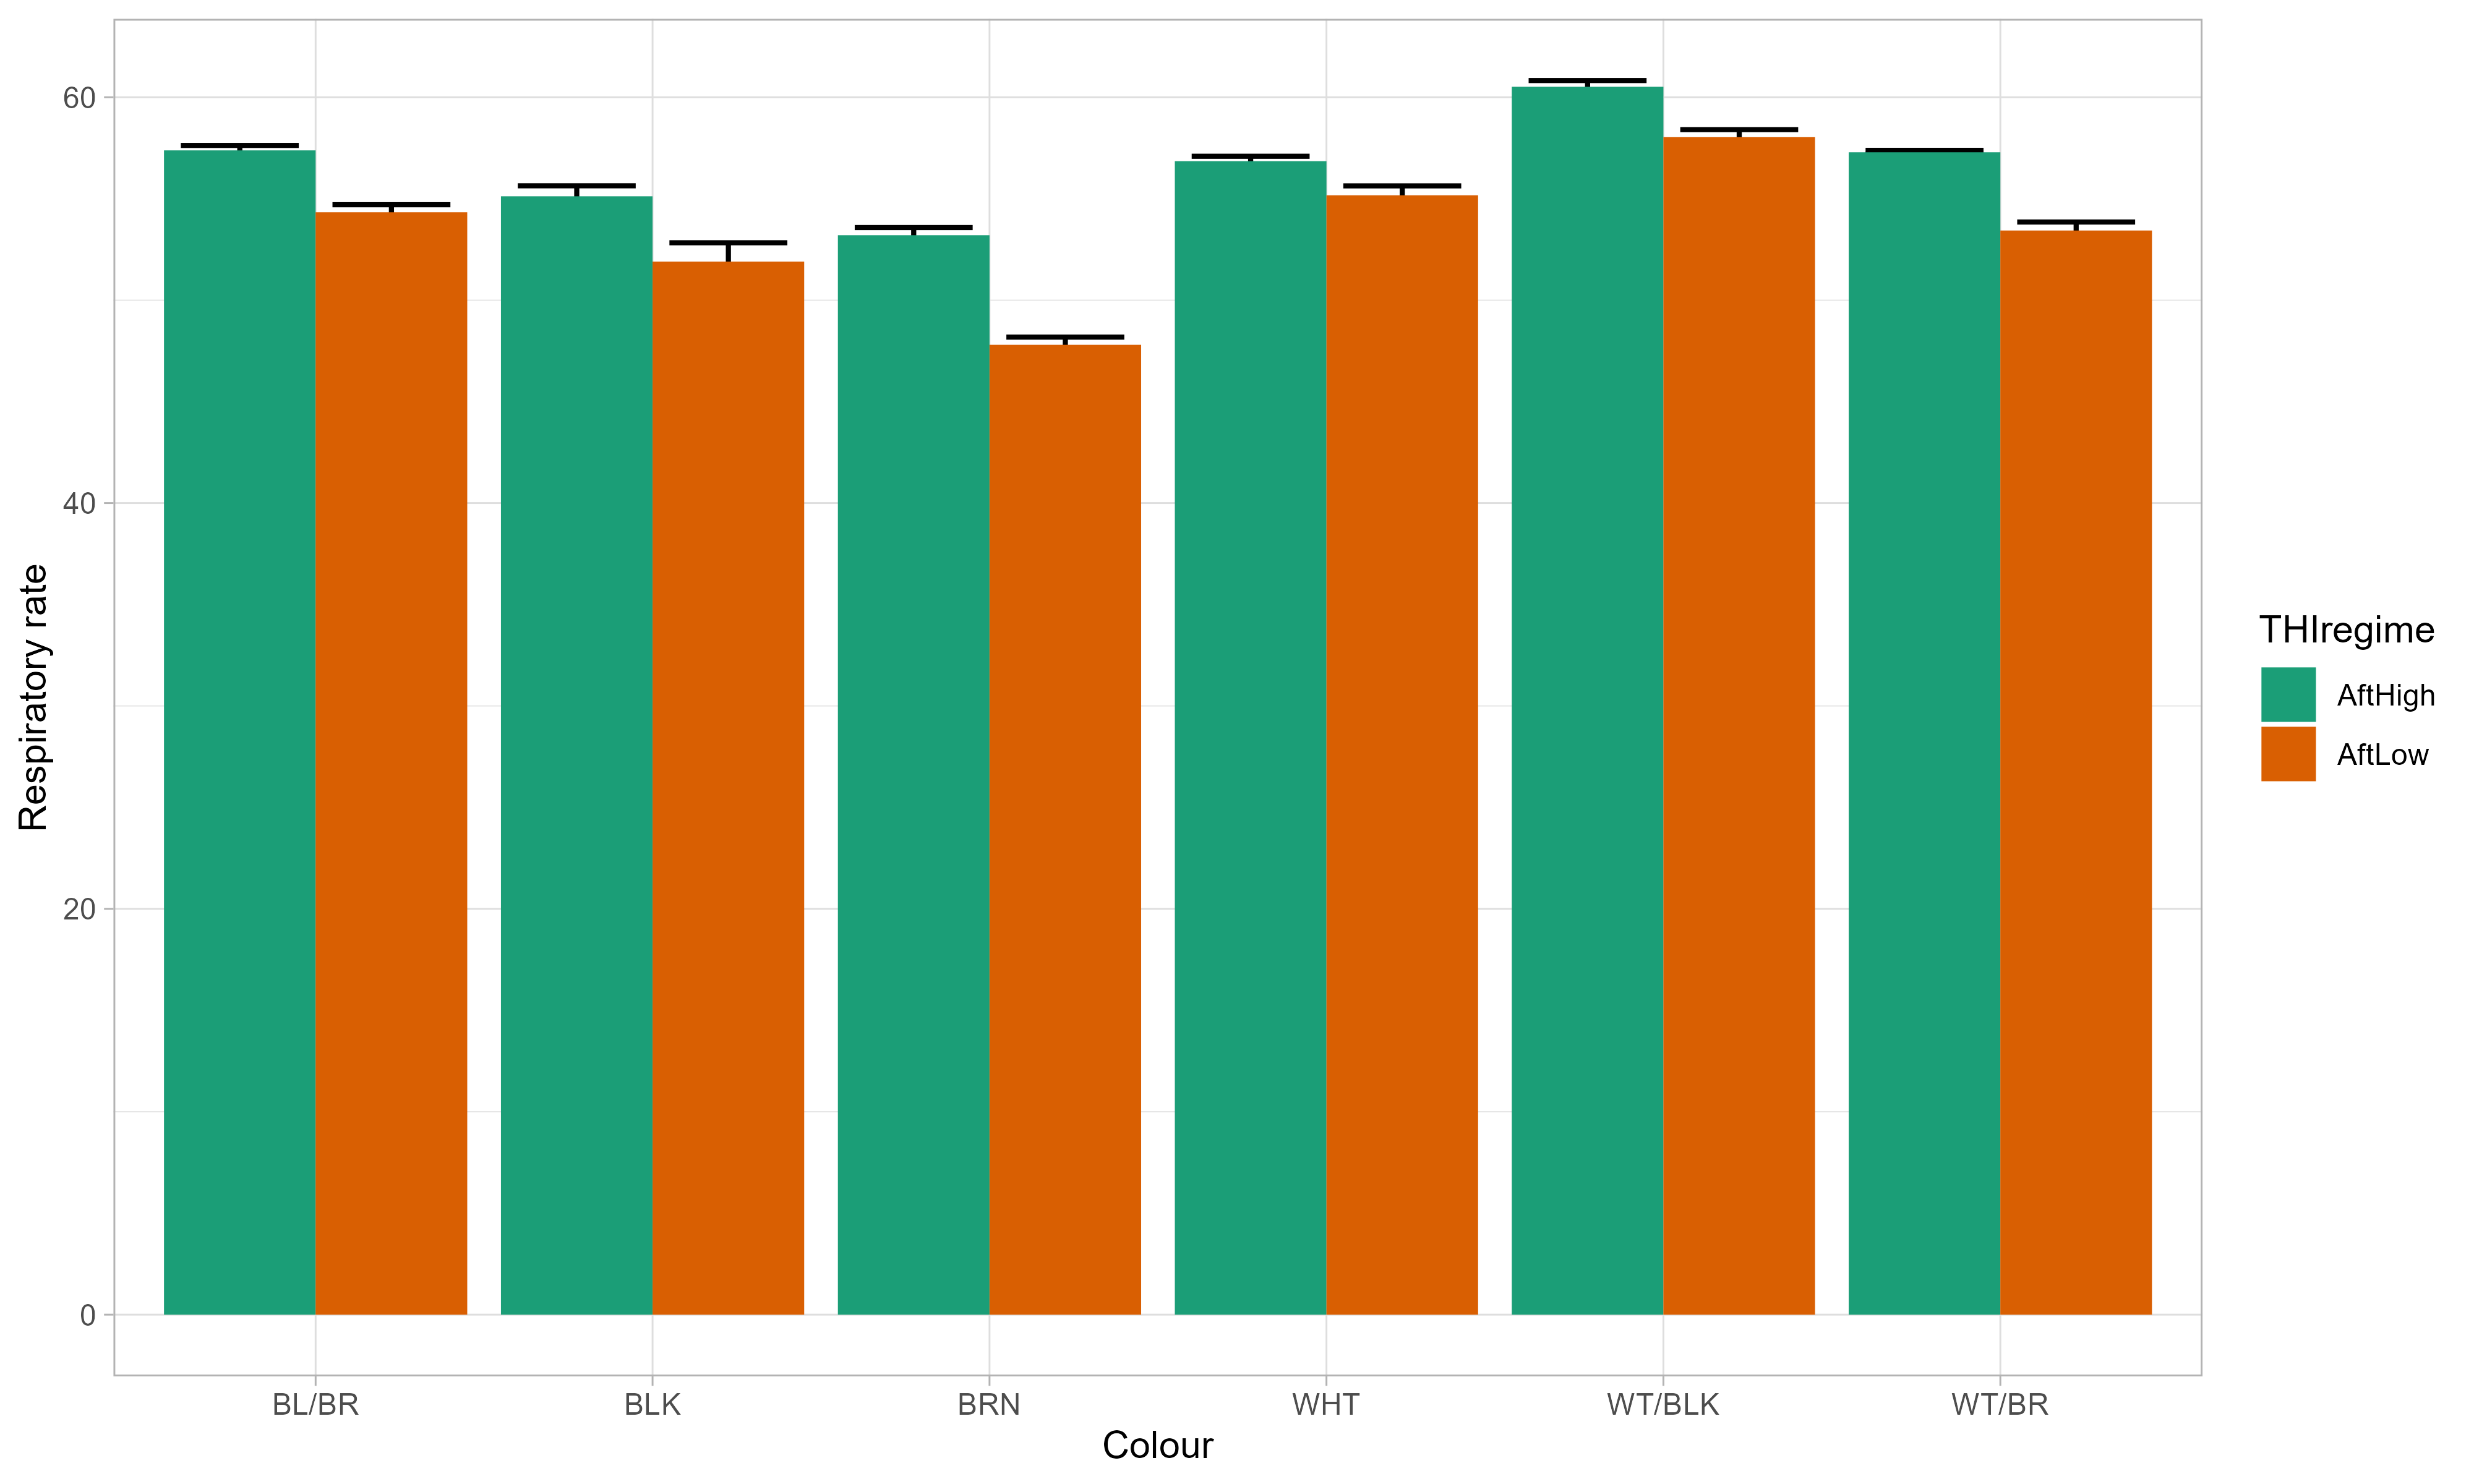 60
40
20
0
Respiratory rate
BL/BR BLK BRN WHT WT/BLK WT/BR
Colour
THIregime
AftHigh
AftLow